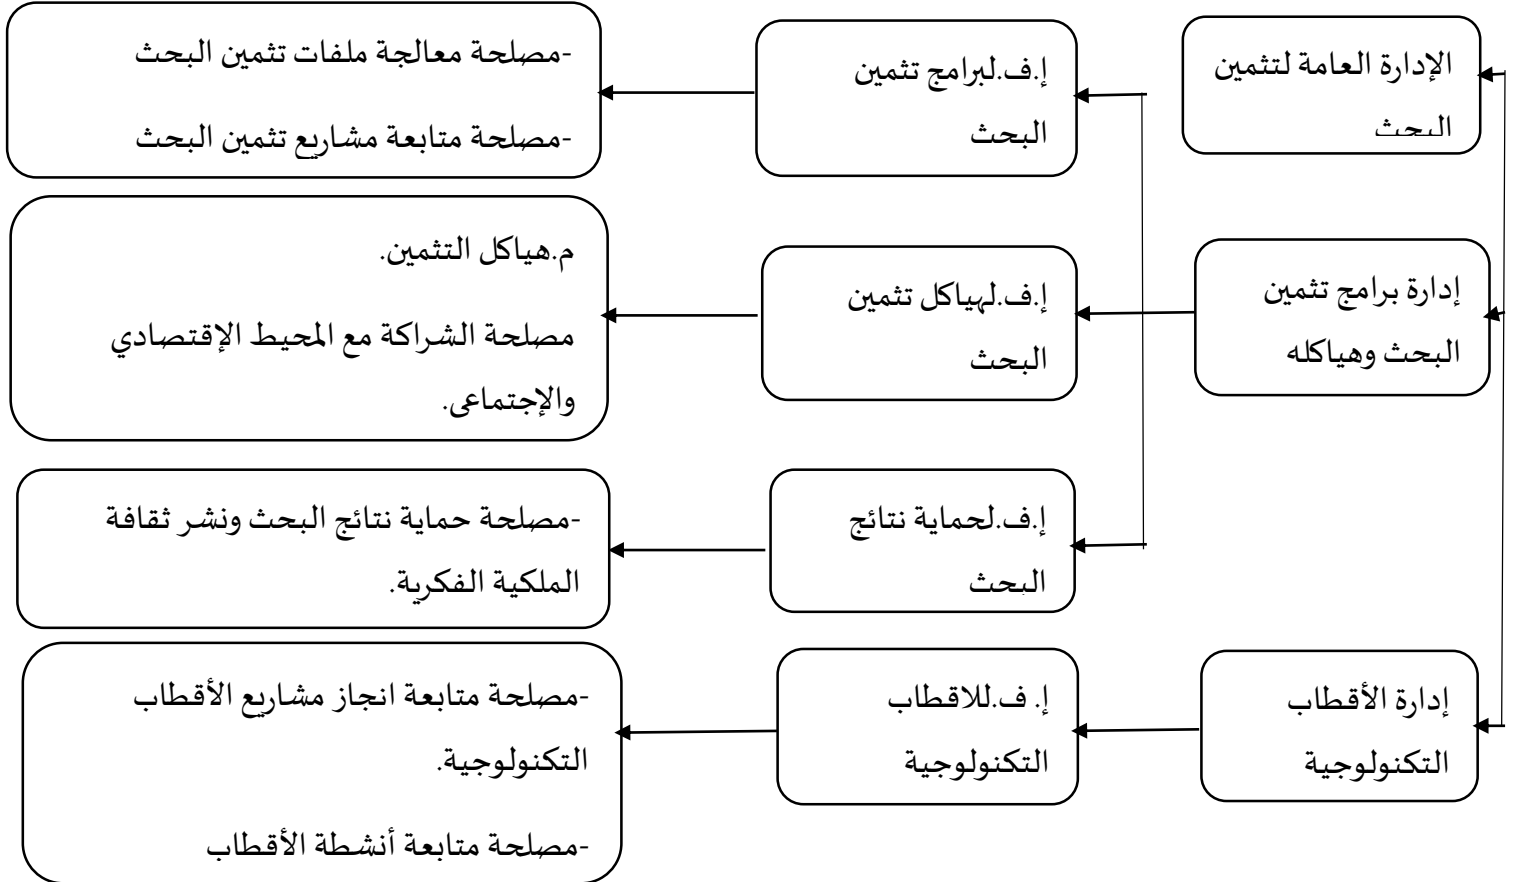 الإدارة العامة لتثمين
البحث
إ.ف.لبرامج تثمين
البحث
-مصلحة معالجة ملفات تثمين البحث
-مصلحة متابعة مشاريع تثمين البحث
إدارة برامج تثمين
البحث وهياكله
إ.ف.لهياكل تثمين
البحث
م.هياكل التثمين.
مصلحة الشراكة مع المحيط الإقتصادي
والإجتماعي.
إ.ف.لحماية نتائج
البحث
-مصلحة حماية نتائج البحث ونشر ثقافة
الملكية الفكرية.
إدارة الأقطاب
التكنولوجية
إ. ف.للاقطاب
التكنولوجية
-مصلحة متابعة انجاز مشاريع الأقطاب
التكنولوجية.
-مصلحة متابعة أنشطة الأقطاب